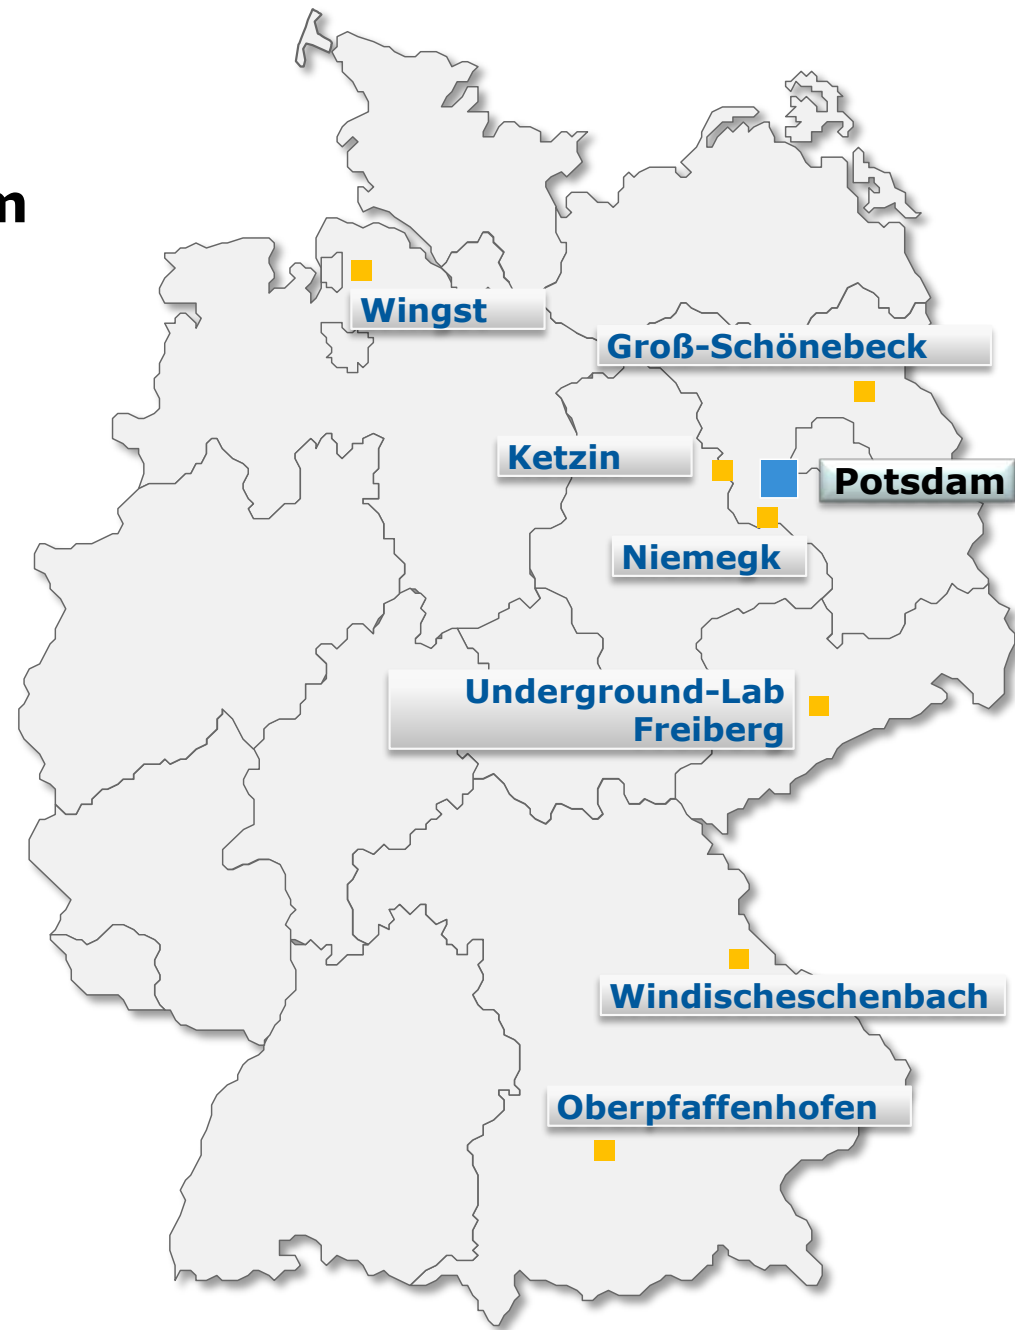 Wingst
Groß-Schönebeck
Ketzin
Potsdam
Niemegk
Underground-Lab
Freiberg
Windischeschenbach
Oberpfaffenhofen